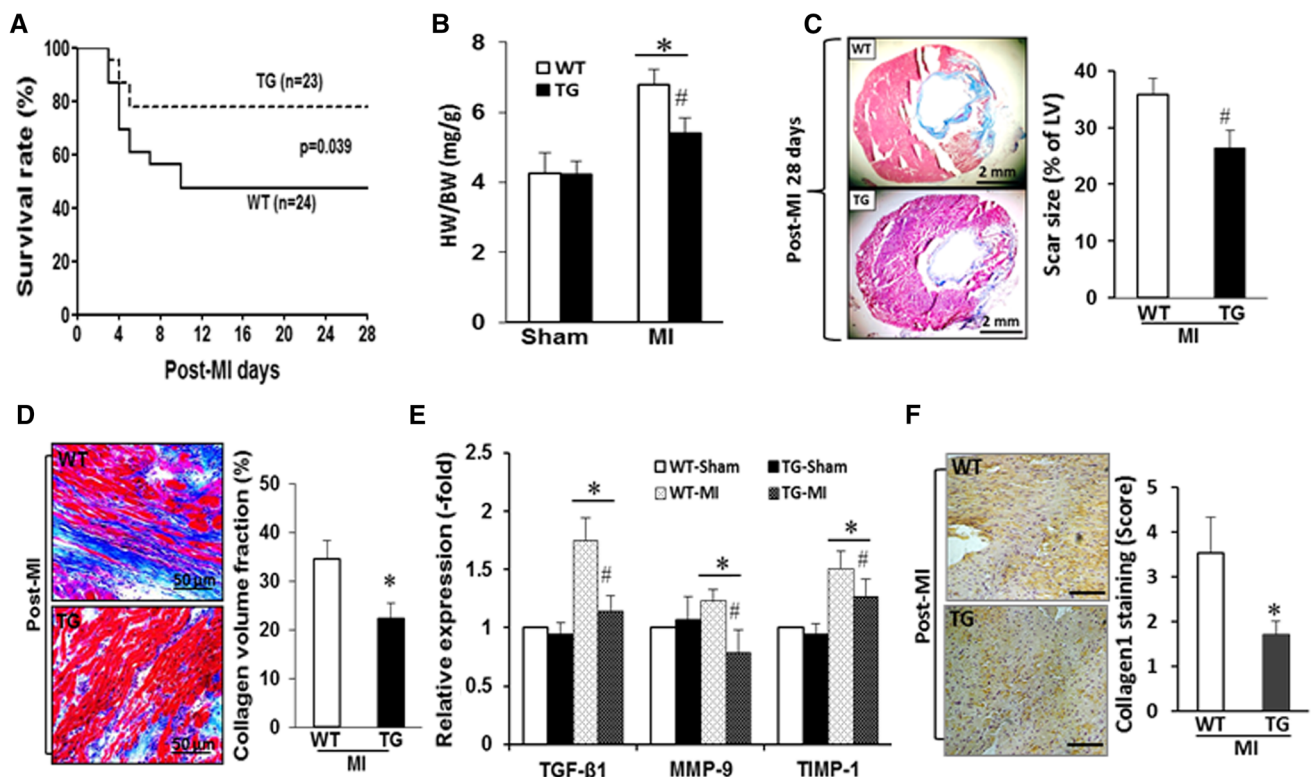 A
Survival rate (%)
100
80
60
40
20
0
TG (n=23)
p=0.039
WT (n=24)
0 4 8 10 12 16 20 24 28
Post-MI days
B
HW/BW (mg/g)
8
6
4
2
0
WT
TG
*
#
Sham MI
C
Post-MI 28 days
WT
2 mm
TG
2 mm
Scar size (% of LV)
40
30
20
10
0
#
WT TG
MI
D
Post-MI
WT
50 µm
TG
50 µm
Collagen volume fraction (%)
50
40
30
20
10
0
*
WT TG
MI
E
Relative expression (-fold)
2.5
2
1.5
1
0.5
0
WT-Sham TG-Sham
WT-MI TG-MI
*
#
*
#
*
#
TGF-ß1 MMP-9 TIMP-1
F
Post-MI
WT
TG
Collagen1 staining (Score)
5
4
3
2
1
0
*
WT TG
MI